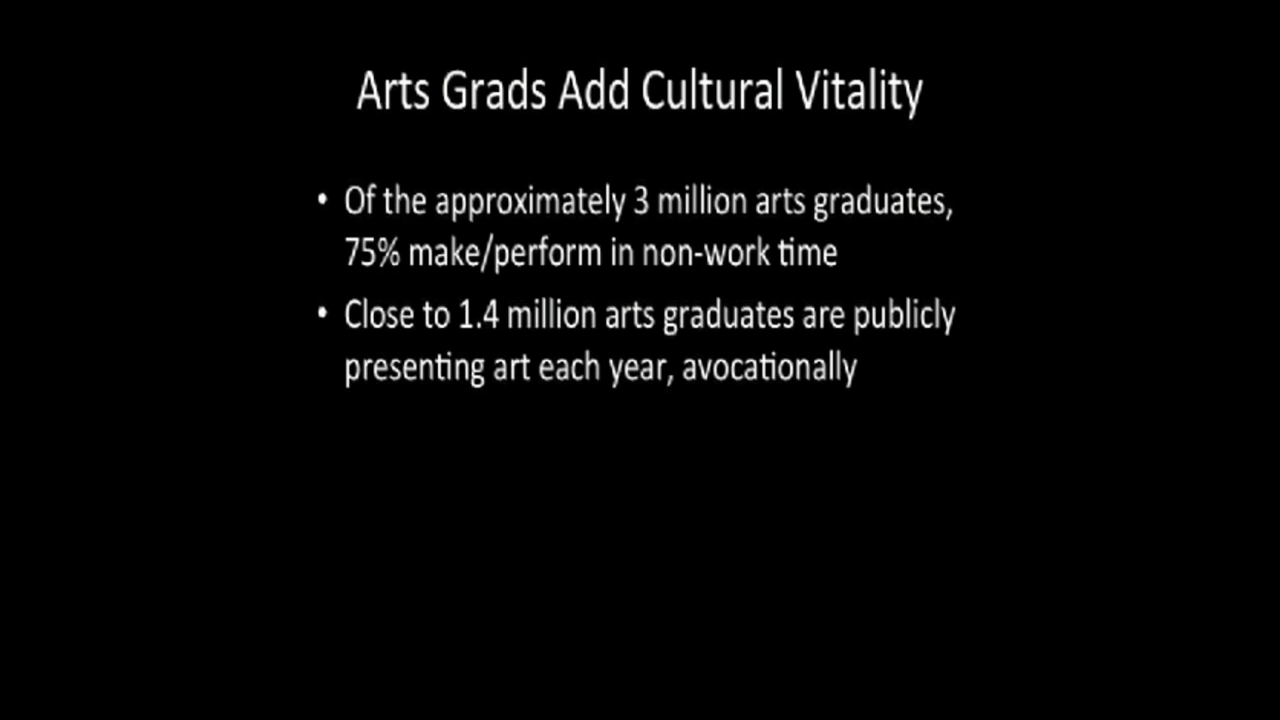 Arts Grads Add Cultural Vitality
• Of the approximately 3 million arts graduates,
75% make/perform in non-work time
• Close to 1.4 million arts graduates are publicly
presenting art each year, avocationally